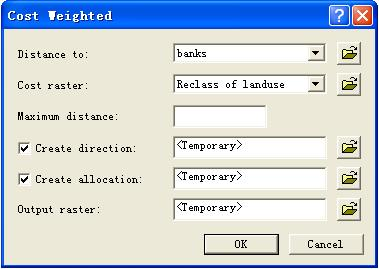 Cost Weighted
Distance to: banks
Cost raster: Reclass of landuse
Maximum distance:
Create direction: <Temporary>
Create allocation: <Temporary>
Output raster: <Temporary>
OK Cancel